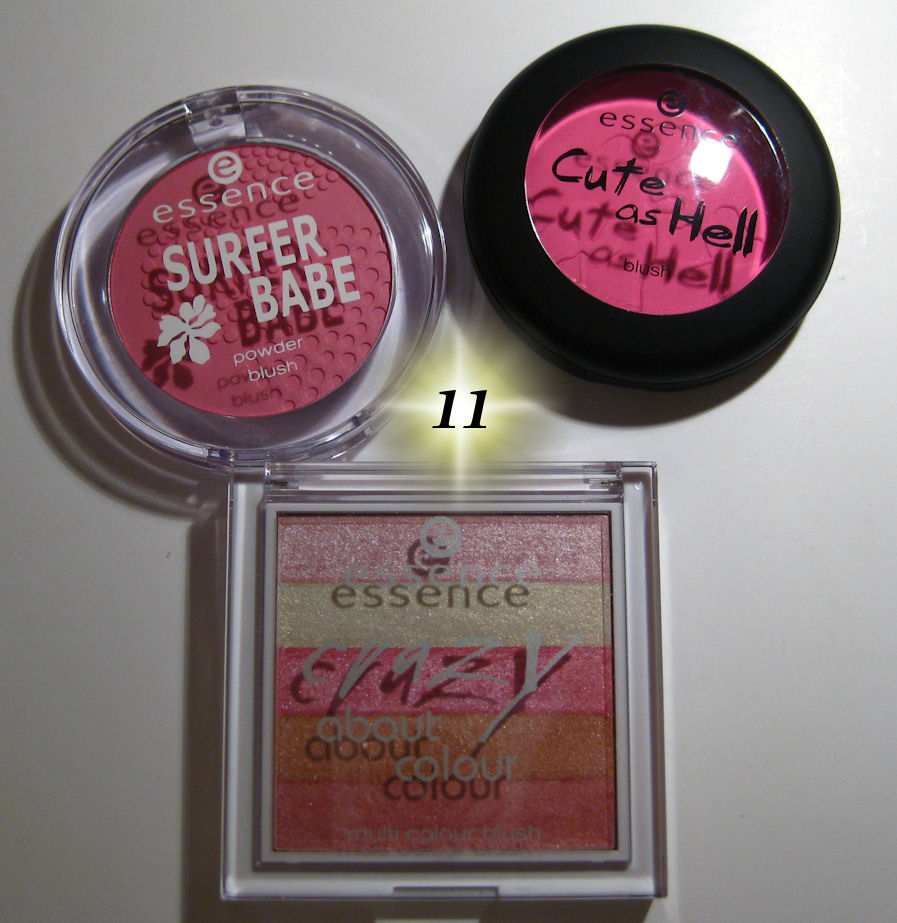 essence
SURFER
BABE
powder
blush
essence
Cute
as Hell
blush
11
essence
crazy
about
colour
multi colour blush